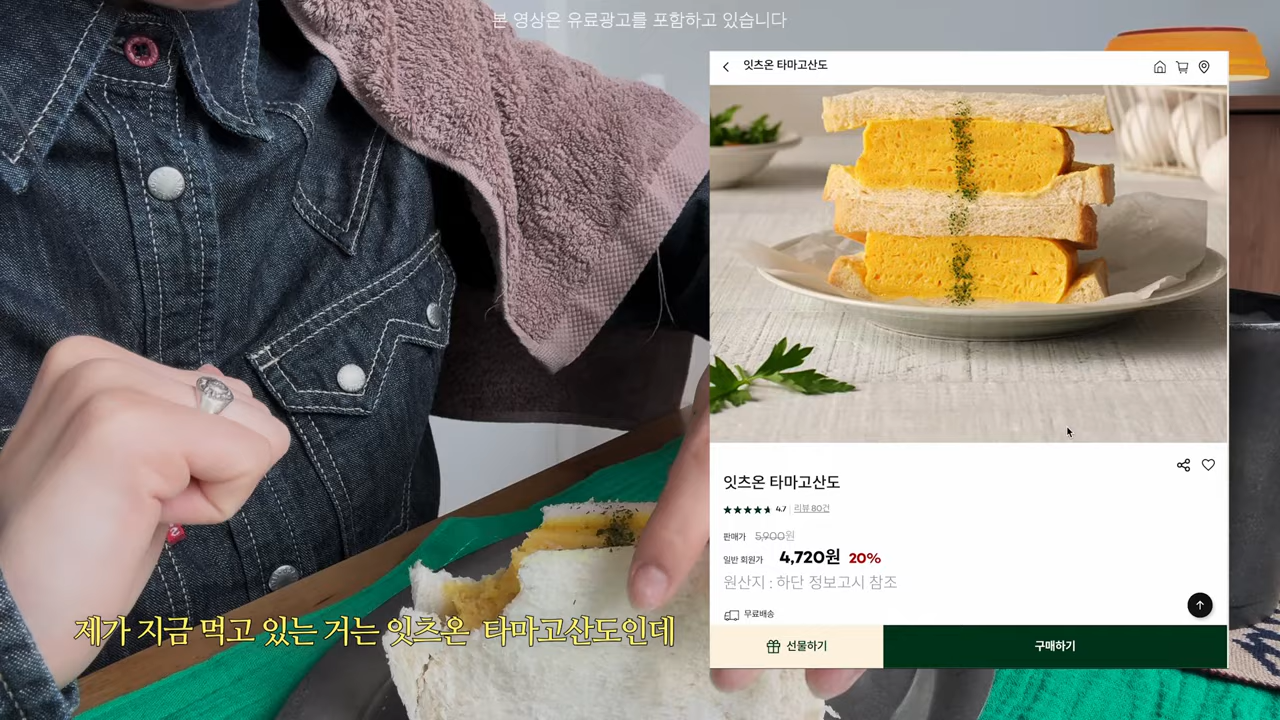 본 영상은 유료광고를 포함하고 있습니다
잇츠온 타마고산도
잇츠온 타마고산도
4.7 리뷰 80건
판매가 5,900원
일반 회원가 4,720원 20%
원산지 : 하단 정보고시 참조
무료배송
선물하기
구매하기
제가 지금 먹고 있는 거는 잇츠온 타마고산도인데